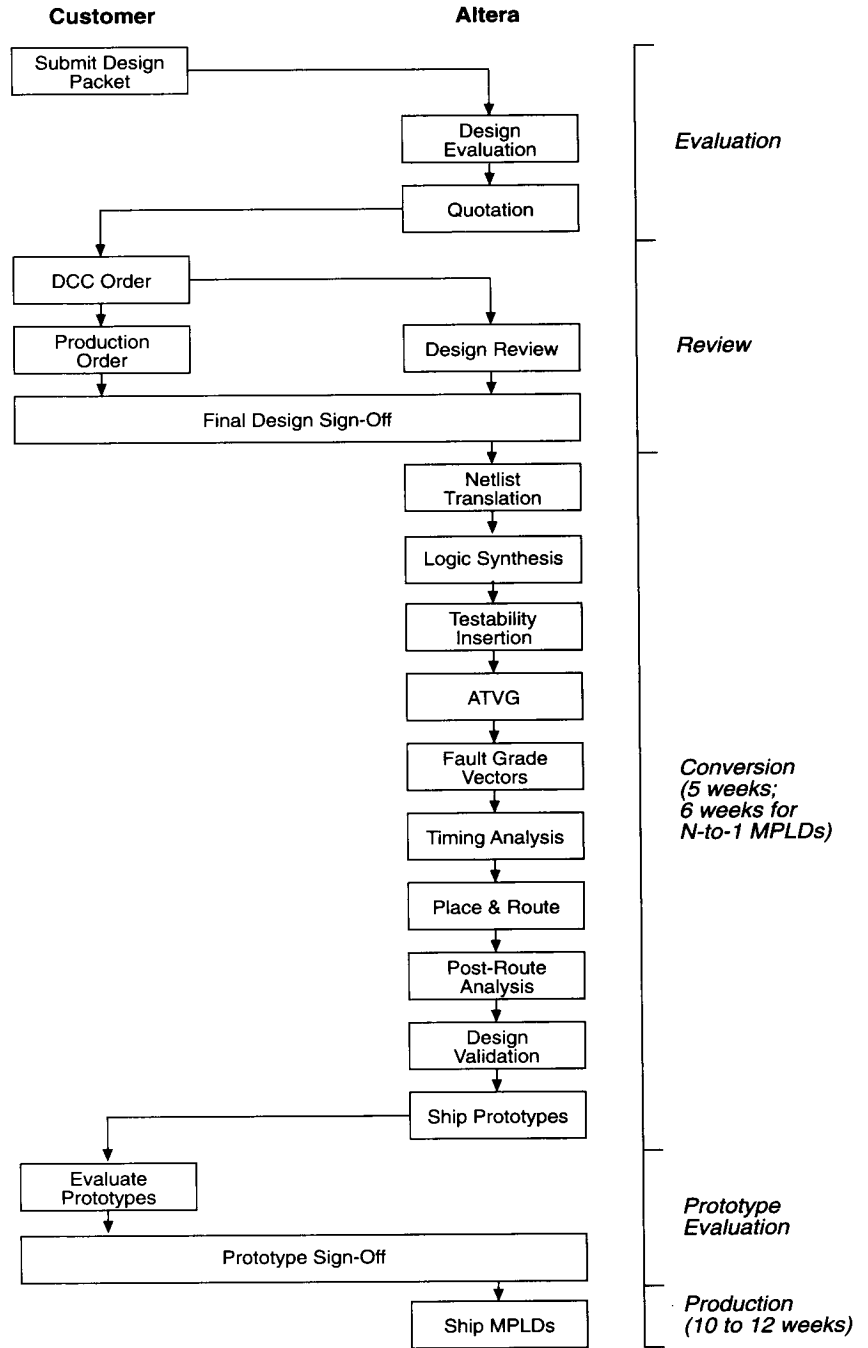 Customer
Altera
Submit Design
Packet
Design
Evaluation
Evaluation
Quotation
DCC Order
Production
Order
Design Review
Review
Final Design Sign-Off
Netlist
Translation
Logic Synthesis
Testability
Insertion
ATVG
Fault Grade
Vectors
Conversion
(5 weeks;
6 weeks for
N-to-1 MPLDs)
Timing Analysis
Place & Route
Post-Route
Analysis
Design
Validation
Ship Prototypes
Evaluate
Prototypes
Prototype
Evaluation
Prototype Sign-Off
Ship MPLDs
Production
(10 to 12 weeks)